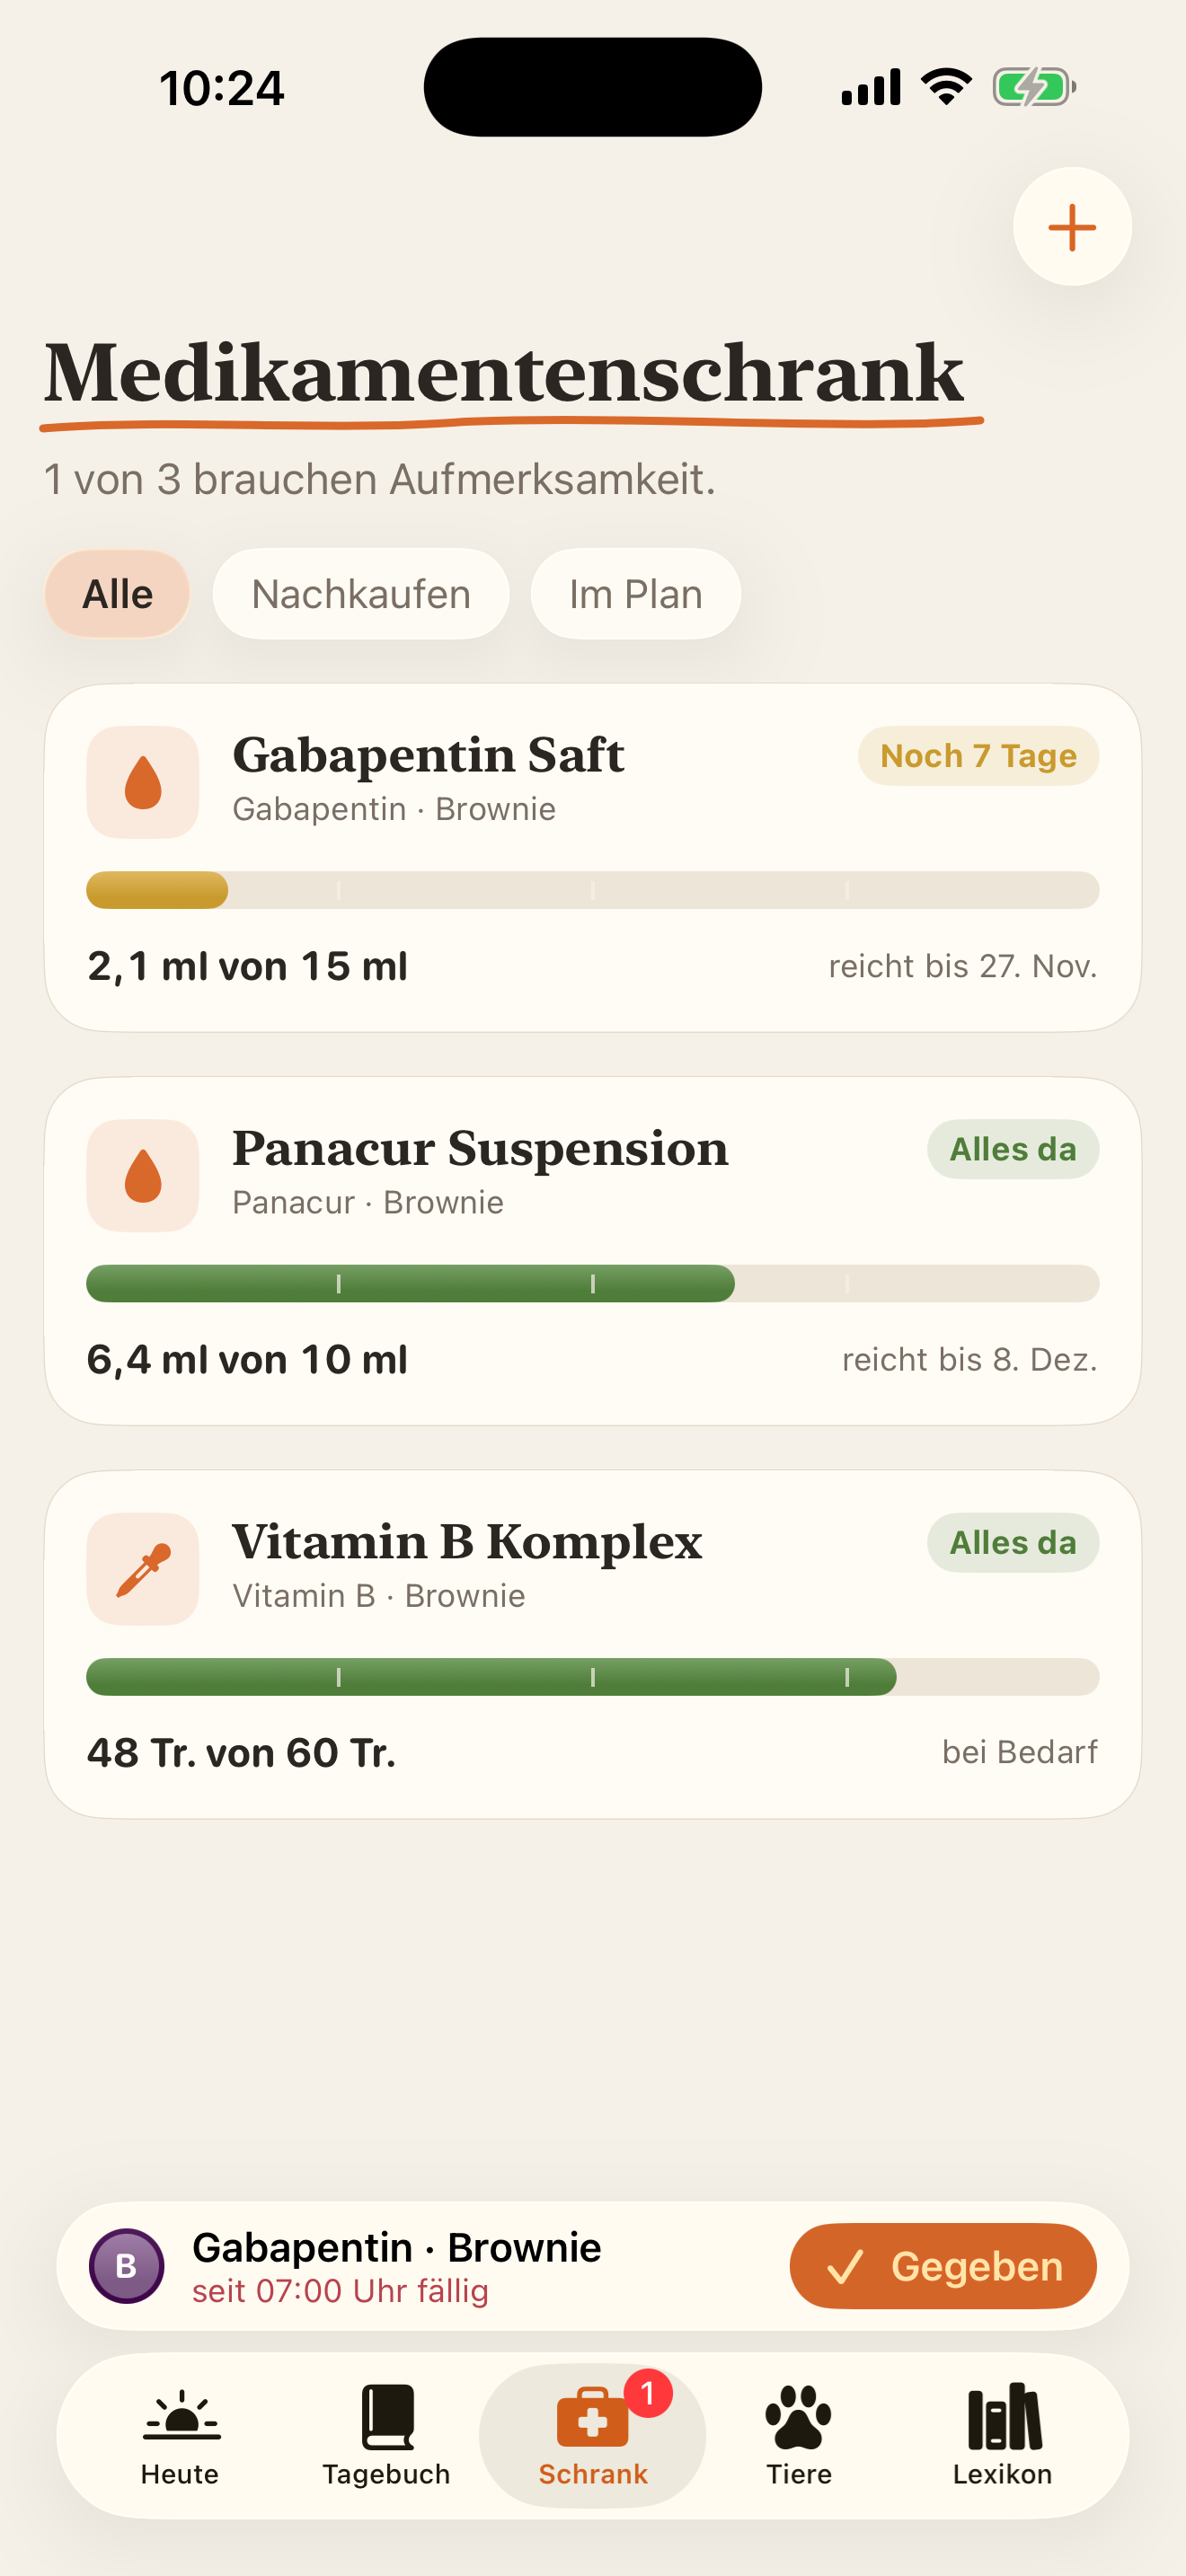 10:24
Medikamentenschrank
1 von 3 brauchen Aufmerksamkeit.
Alle
Nachkaufen
Im Plan
Gabapentin Saft
Noch 7 Tage
Gabapentin · Brownie
2,1 ml von 15 ml
reicht bis 27. Nov.
Panacur Suspension
Alles da
Panacur · Brownie
6,4 ml von 10 ml
reicht bis 8. Dez.
Vitamin B Komplex
Alles da
Vitamin B · Brownie
48 Tr. von 60 Tr.
bei Bedarf
B
Gabapentin · Brownie
seit 07:00 Uhr fällig
Gegeben
1
Heute
Tagebuch
Schrank
Tiere
Lexikon